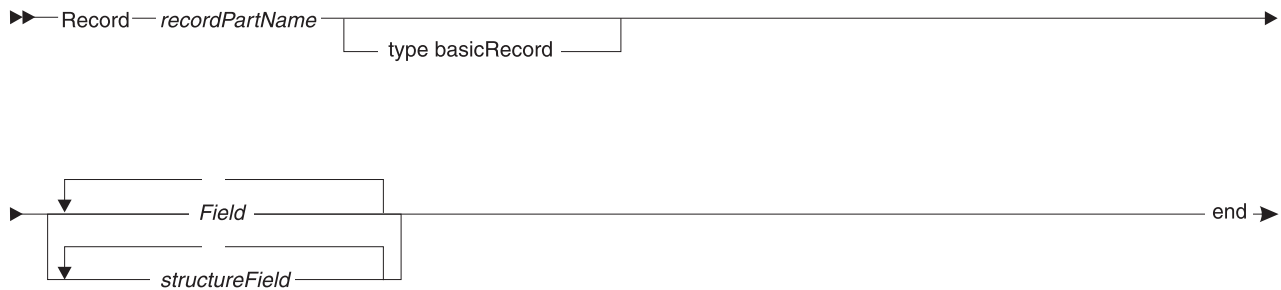 Record recordPartName
type basicRecord
Field
end
structureField